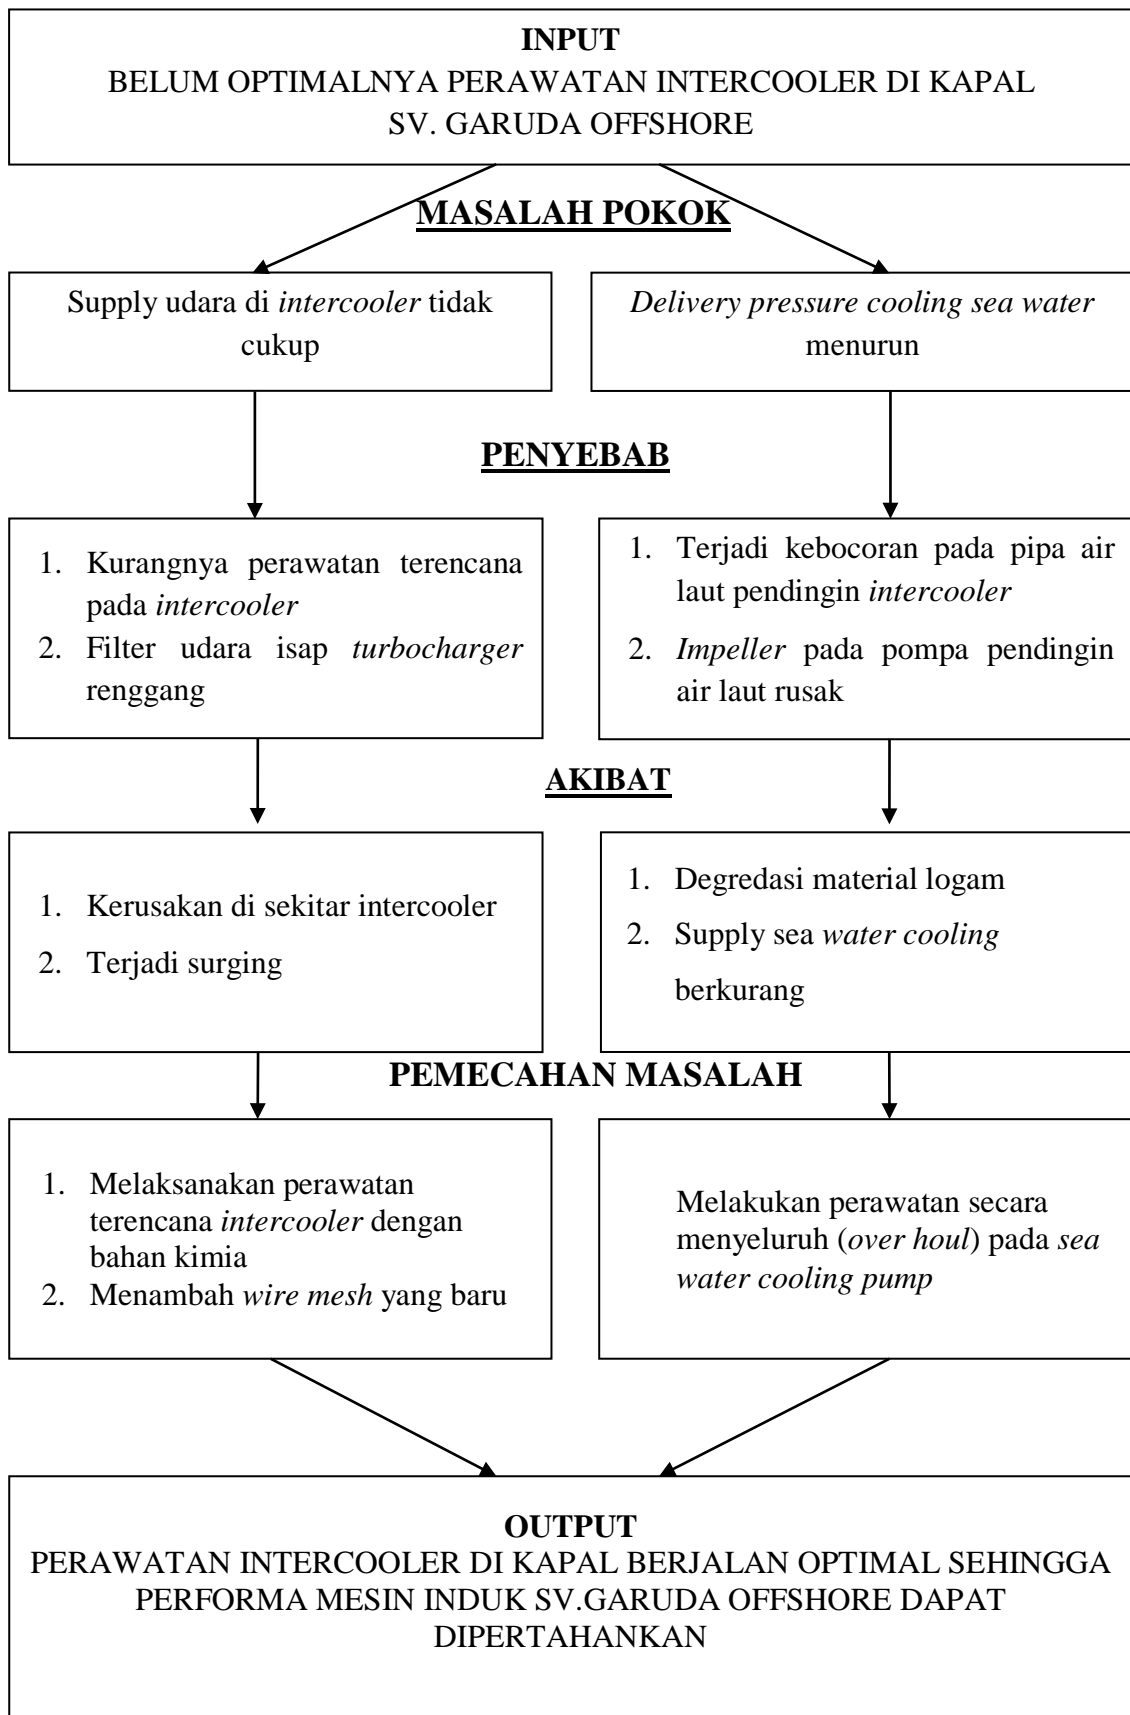 INPUT
BELUM OPTIMALNYA PERAWATAN INTERCOOLER DI KAPAL
SV. GARUDA OFFSHORE
MASALAH POKOK
Supply udara di intercooler tidak
cukup
Delivery pressure cooling sea water
menurun
PENYEBAB
1. Kurangnya perawatan terencana
pada intercooler
2. Filter udara isap turbocharger
renggang
1. Terjadi kebocoran pada pipa air
laut pendingin intercooler
2. Impeller pada pompa pendingin
air laut rusak
AKIBAT
1. Kerusakan di sekitar intercooler
2. Terjadi surging
1. Degredasi material logam
2. Supply sea water cooling
berkurang
PEMECAHAN MASALAH
1. Melaksanakan perawatan
terencana intercooler dengan
bahan kimia
2. Menambah wire mesh yang baru
Melakukan perawatan secara
menyeluruh (over houl) pada sea
water cooling pump
OUTPUT
PERAWATAN INTERCOOLER DI KAPAL BERJALAN OPTIMAL SEHINGGA
PERFORMA MESIN INDUK SV.GARUDA OFFSHORE DAPAT
DIPERTAHANKAN